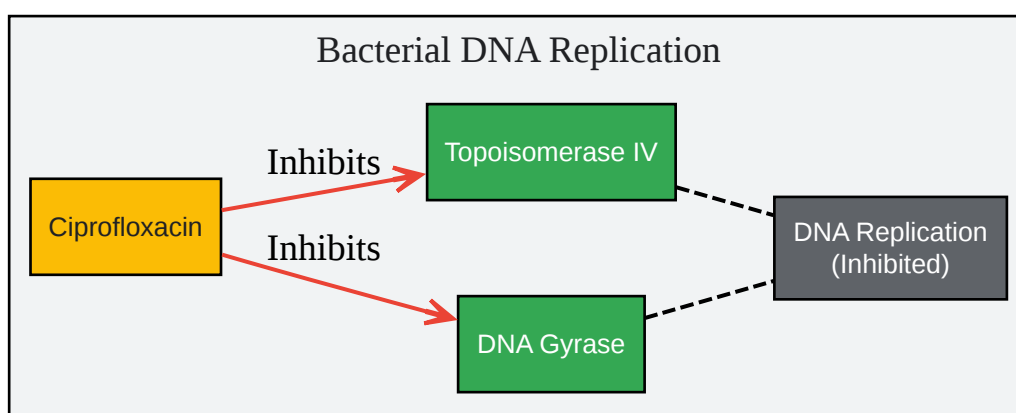 Bacterial DNA Replication
Inhibits
Topoisomerase IV
Ciprofloxacin
Inhibits
DNA Replication
(Inhibited)
DNA Gyrase